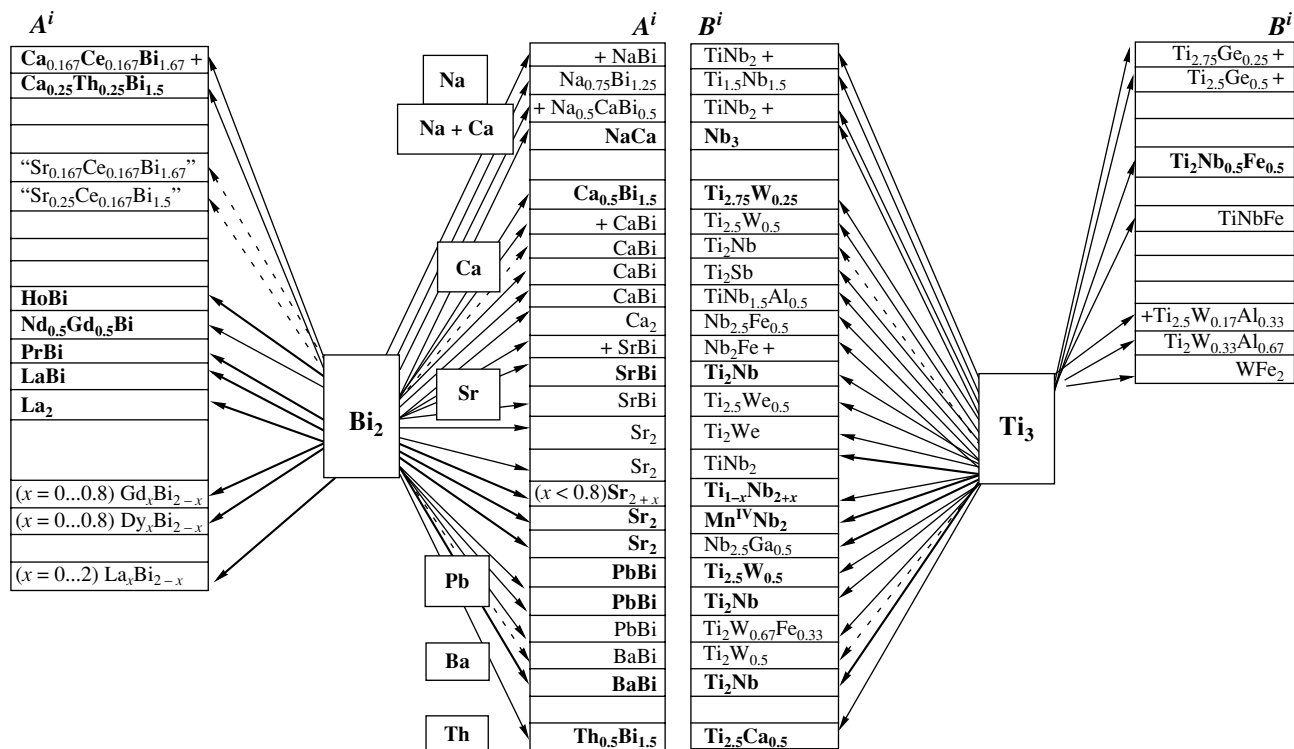 A^i
A^i
B^i
B^i
Ca0.167Ce0.167Bi1.67 +
Ca0.25Th0.25Bi1.5
“Sr0.167Ce0.167Bi1.67”
“Sr0.25Ce0.167Bi1.5”
HoBi
Nd0.5Gd0.5Bi
PrBi
LaBi
La2
(x = 0...0.8) GdxBi2 – x
(x = 0...0.8) DyxBi2 – x
(x = 0...2) LaxBi2 – x
Bi2
Na
Na + Ca
Ca
Sr
Pb
Ba
Th
+ NaBi
Na0.75Bi1.25
+ Na0.5CaBi0.5
NaCa
Ca0.5Bi1.5
+ CaBi
CaBi
CaBi
CaBi
Ca2
+ SrBi
SrBi
SrBi
Sr2
Sr2
(x < 0.8)Sr2 + x
Sr2
Sr2
PbBi
PbBi
PbBi
BaBi
BaBi
Th0.5Bi1.5
TiNb2 +
Ti1.5Nb1.5
TiNb2 +
Nb3
Ti2.75W0.25
Ti2.5W0.5
Ti2Nb
Ti2Sb
TiNb1.5Al0.5
Nb2.5Fe0.5
Nb2Fe +
Ti2Nb
Ti2.5We0.5
Ti2We
TiNb2
Ti1–xNb2+x
Mn^IVNb2
Nb2.5Ga0.5
Ti2.5W0.5
Ti2Nb
Ti2W0.67Fe0.33
Ti2W0.5
Ti2Nb
Ti2.5Ca0.5
Ti3
Ti2.75Ge0.25 +
Ti2.5Ge0.5 +
Ti2Nb0.5Fe0.5
TiNbFe
+Ti2.5W0.17Al0.33
Ti2W0.33Al0.67
WFe2